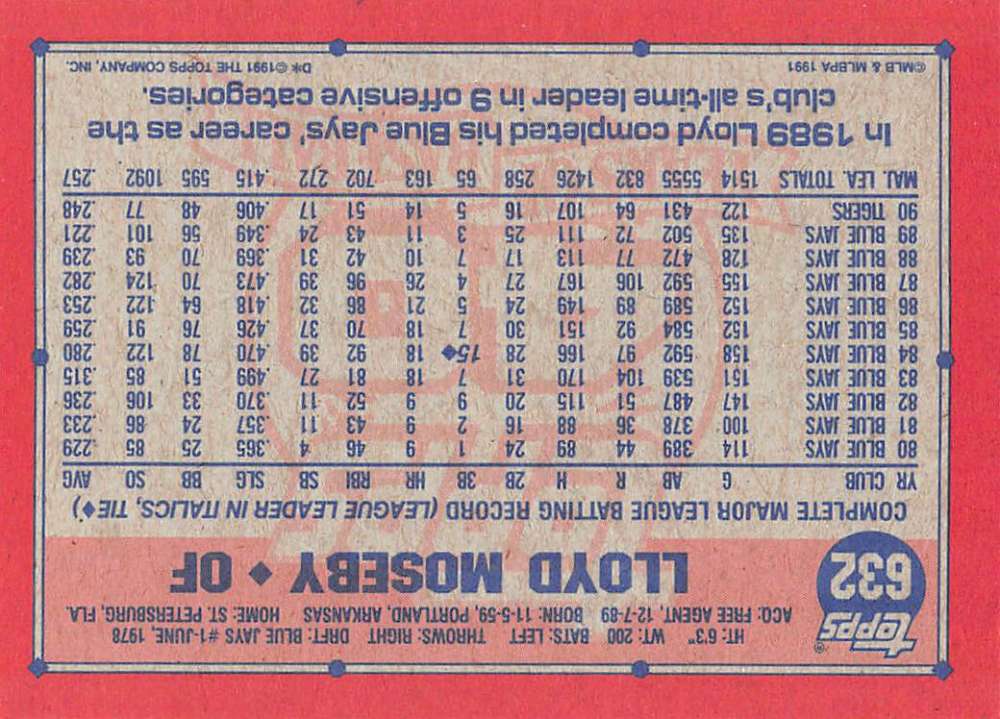 Topps®
632
HT: 6'3" WT: 200 BATS: LEFT THROWS: RIGHT DRFT: BLUE JAYS #1-JUNE, 1978
ACQ: FREE AGENT, 12-7-89 BORN: 11-5-59, PORTLAND, ARKANSAS HOME: ST. PETERSBURG, FLA.
LLOYD MOSEBY ◆ OF
COMPLETE MAJOR LEAGUE BATTING RECORD (LEAGUE LEADER IN ITALICS, TIE◆)
YR CLUB G AB R H 2B 3B HR RBI SB SLG BB SO AVG
80 BLUE JAYS 114 389 44 89 24 1 9 46 4 .365 25 85 .229
81 BLUE JAYS 100 378 36 88 16 2 9 43 11 .357 24 86 .233
82 BLUE JAYS 147 487 51 115 20 9 9 52 11 .370 33 106 .236
83 BLUE JAYS 151 539 104 170 31 7 18 81 27 .499 51 85 .315
84 BLUE JAYS 158 592 97 166 28 15◆ 18 92 39 .470 78 122 .280
85 BLUE JAYS 152 584 92 151 30 7 18 70 37 .426 76 91 .259
86 BLUE JAYS 152 589 89 149 24 5 21 86 32 .418 64 122 .253
87 BLUE JAYS 155 592 106 167 27 4 26 96 39 .473 70 124 .282
88 BLUE JAYS 128 472 77 113 17 7 10 42 31 .369 70 93 .239
89 BLUE JAYS 135 502 72 111 25 3 11 43 24 .349 56 101 .221
90 TIGERS 122 431 64 107 16 5 14 51 17 .406 48 77 .248
MAJ. LEA. TOTALS 1514 5555 832 1426 258 65 163 702 272 .415 595 1092 .257
In 1989 Lloyd completed his Blue Jays' career as the
club's all-time leader in 9 offensive categories.
©MLB & MLBPA 1991 D✻ ©1991 THE TOPPS COMPANY, INC.